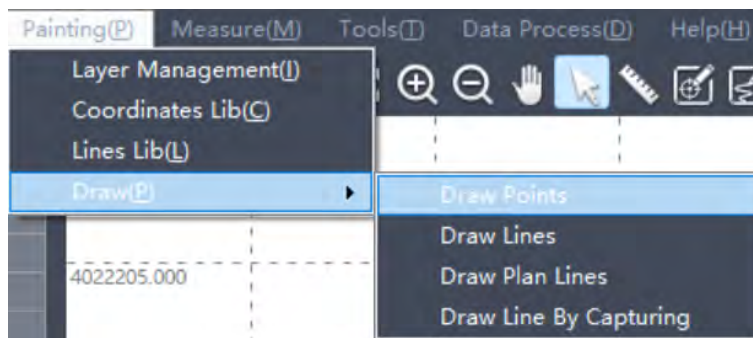 Painting(P) Measure(M) Tools(T) Data Process(D) Help(H)
Layer Management(I)
Coordinates Lib(C)
Lines Lib(L)
Draw(P)
Draw Points
Draw Lines
4022205.000
Draw Plan Lines
Draw Line By Capturing